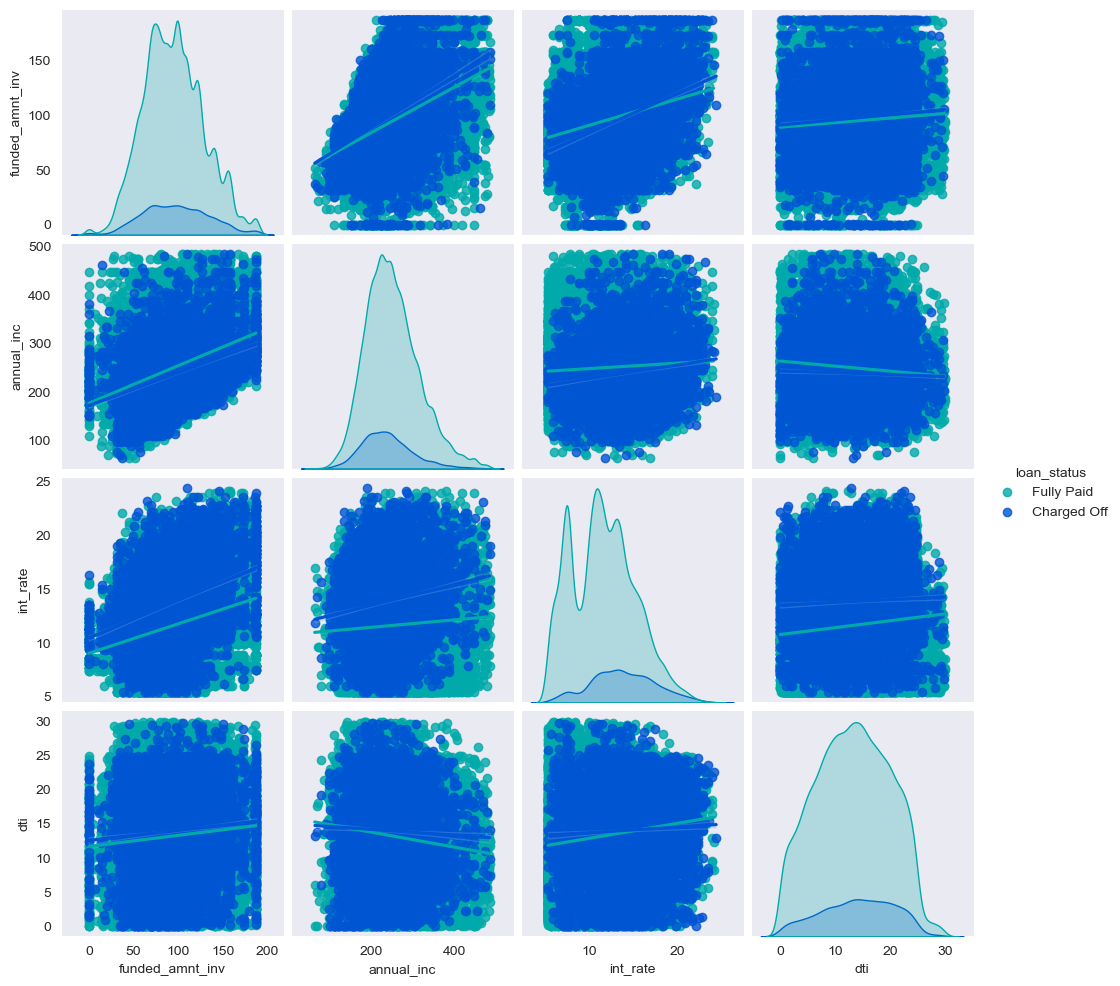 funded_amnt_inv
150
100
50
0
annual_inc
500
400
300
200
100
int_rate
25
20
15
10
5
dti
30
25
20
15
10
5
0
0 50 100 150 200
funded_amnt_inv
200 400
annual_inc
10 20
int_rate
0 10 20 30
dti
loan_status
Fully Paid
Charged Off